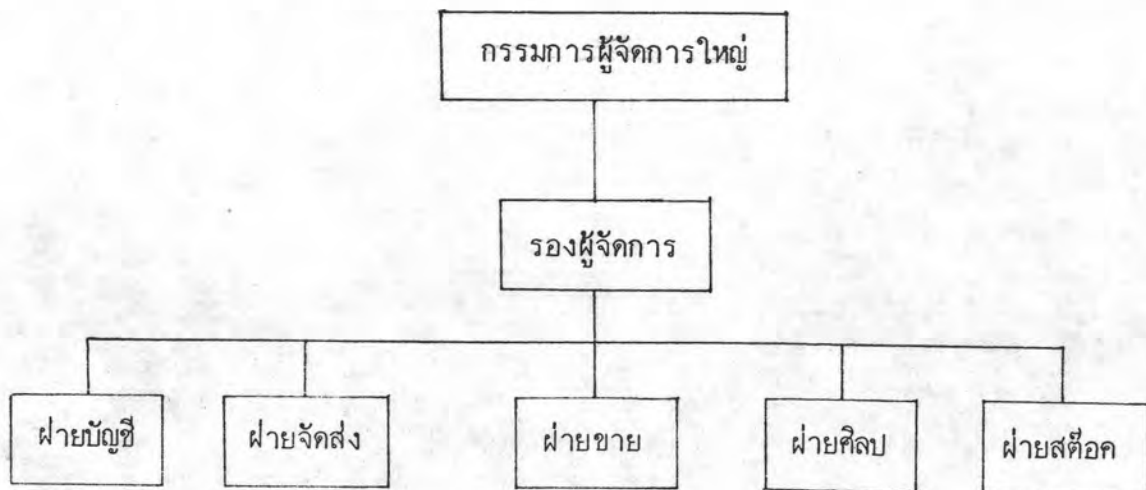 กรรมการผู้จัดการใหญ่
รองผู้จัดการ
ฝ่ายบัญชี
ฝ่ายจัดส่ง
ฝ่ายขาย
ฝ่ายศิลป
ฝ่ายสต๊อค